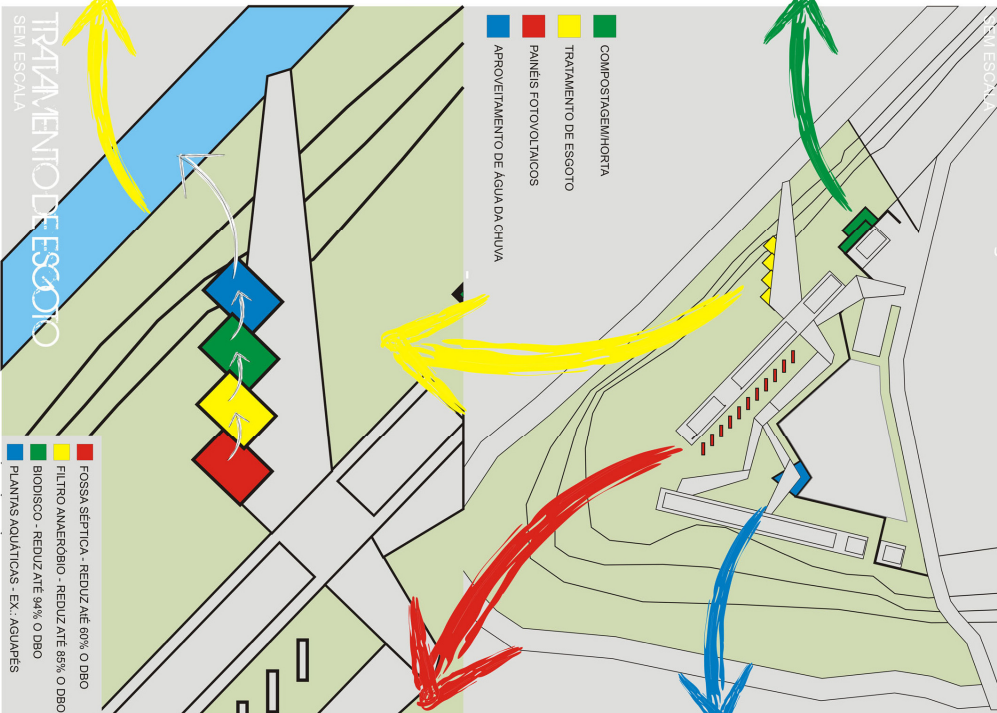 SEM ESCALA
COMPOSTAGEM/HORTA
TRATAMENTO DE ESGOTO
PAINÉIS FOTOVOLTAICOS
APROVEITAMENTO DE ÁGUA DA CHUVA
TRATAMENTO DE ESGOTO
SEM ESCALA
FOSSA SÉPTICA - REDUZ ATÉ 60% O DBO
FILTRO ANAERÓBIO - REDUZ ATÉ 85% O DBO
BIODISCO - REDUZ ATÉ 94% O DBO
PLANTAS AQUÁTICAS - EX.: AGUAPÉS